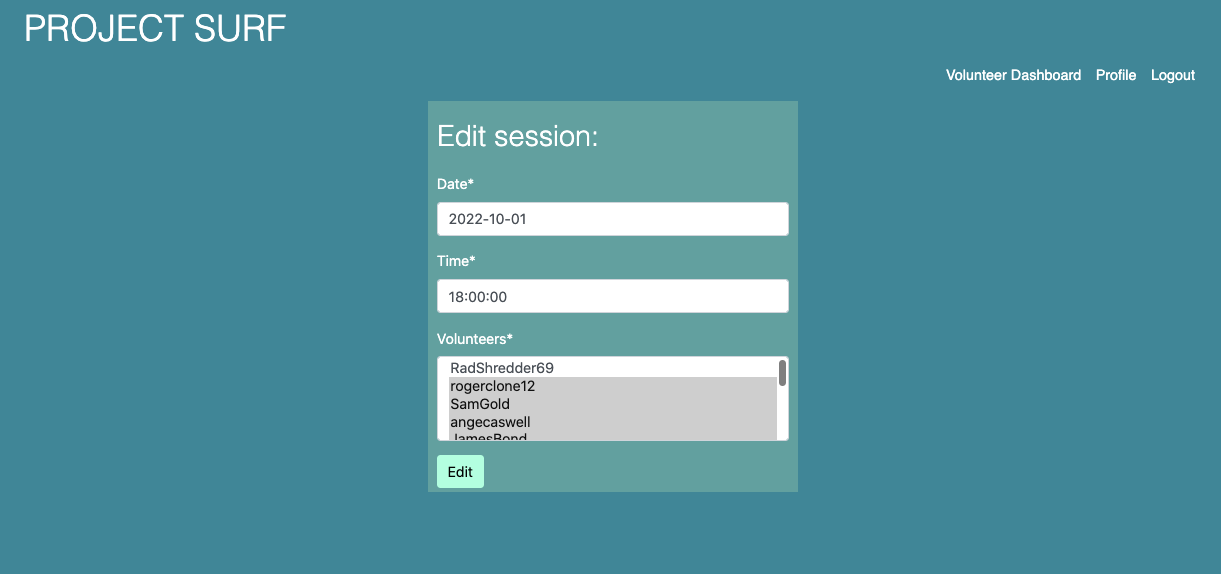 PROJECT SURF
Volunteer Dashboard Profile Logout
Edit session:
Date*
2022-10-01
Time*
18:00:00
Volunteers*
RadShredder69
rogerclone12
SamGold
angecaswell
JamesBond
Edit